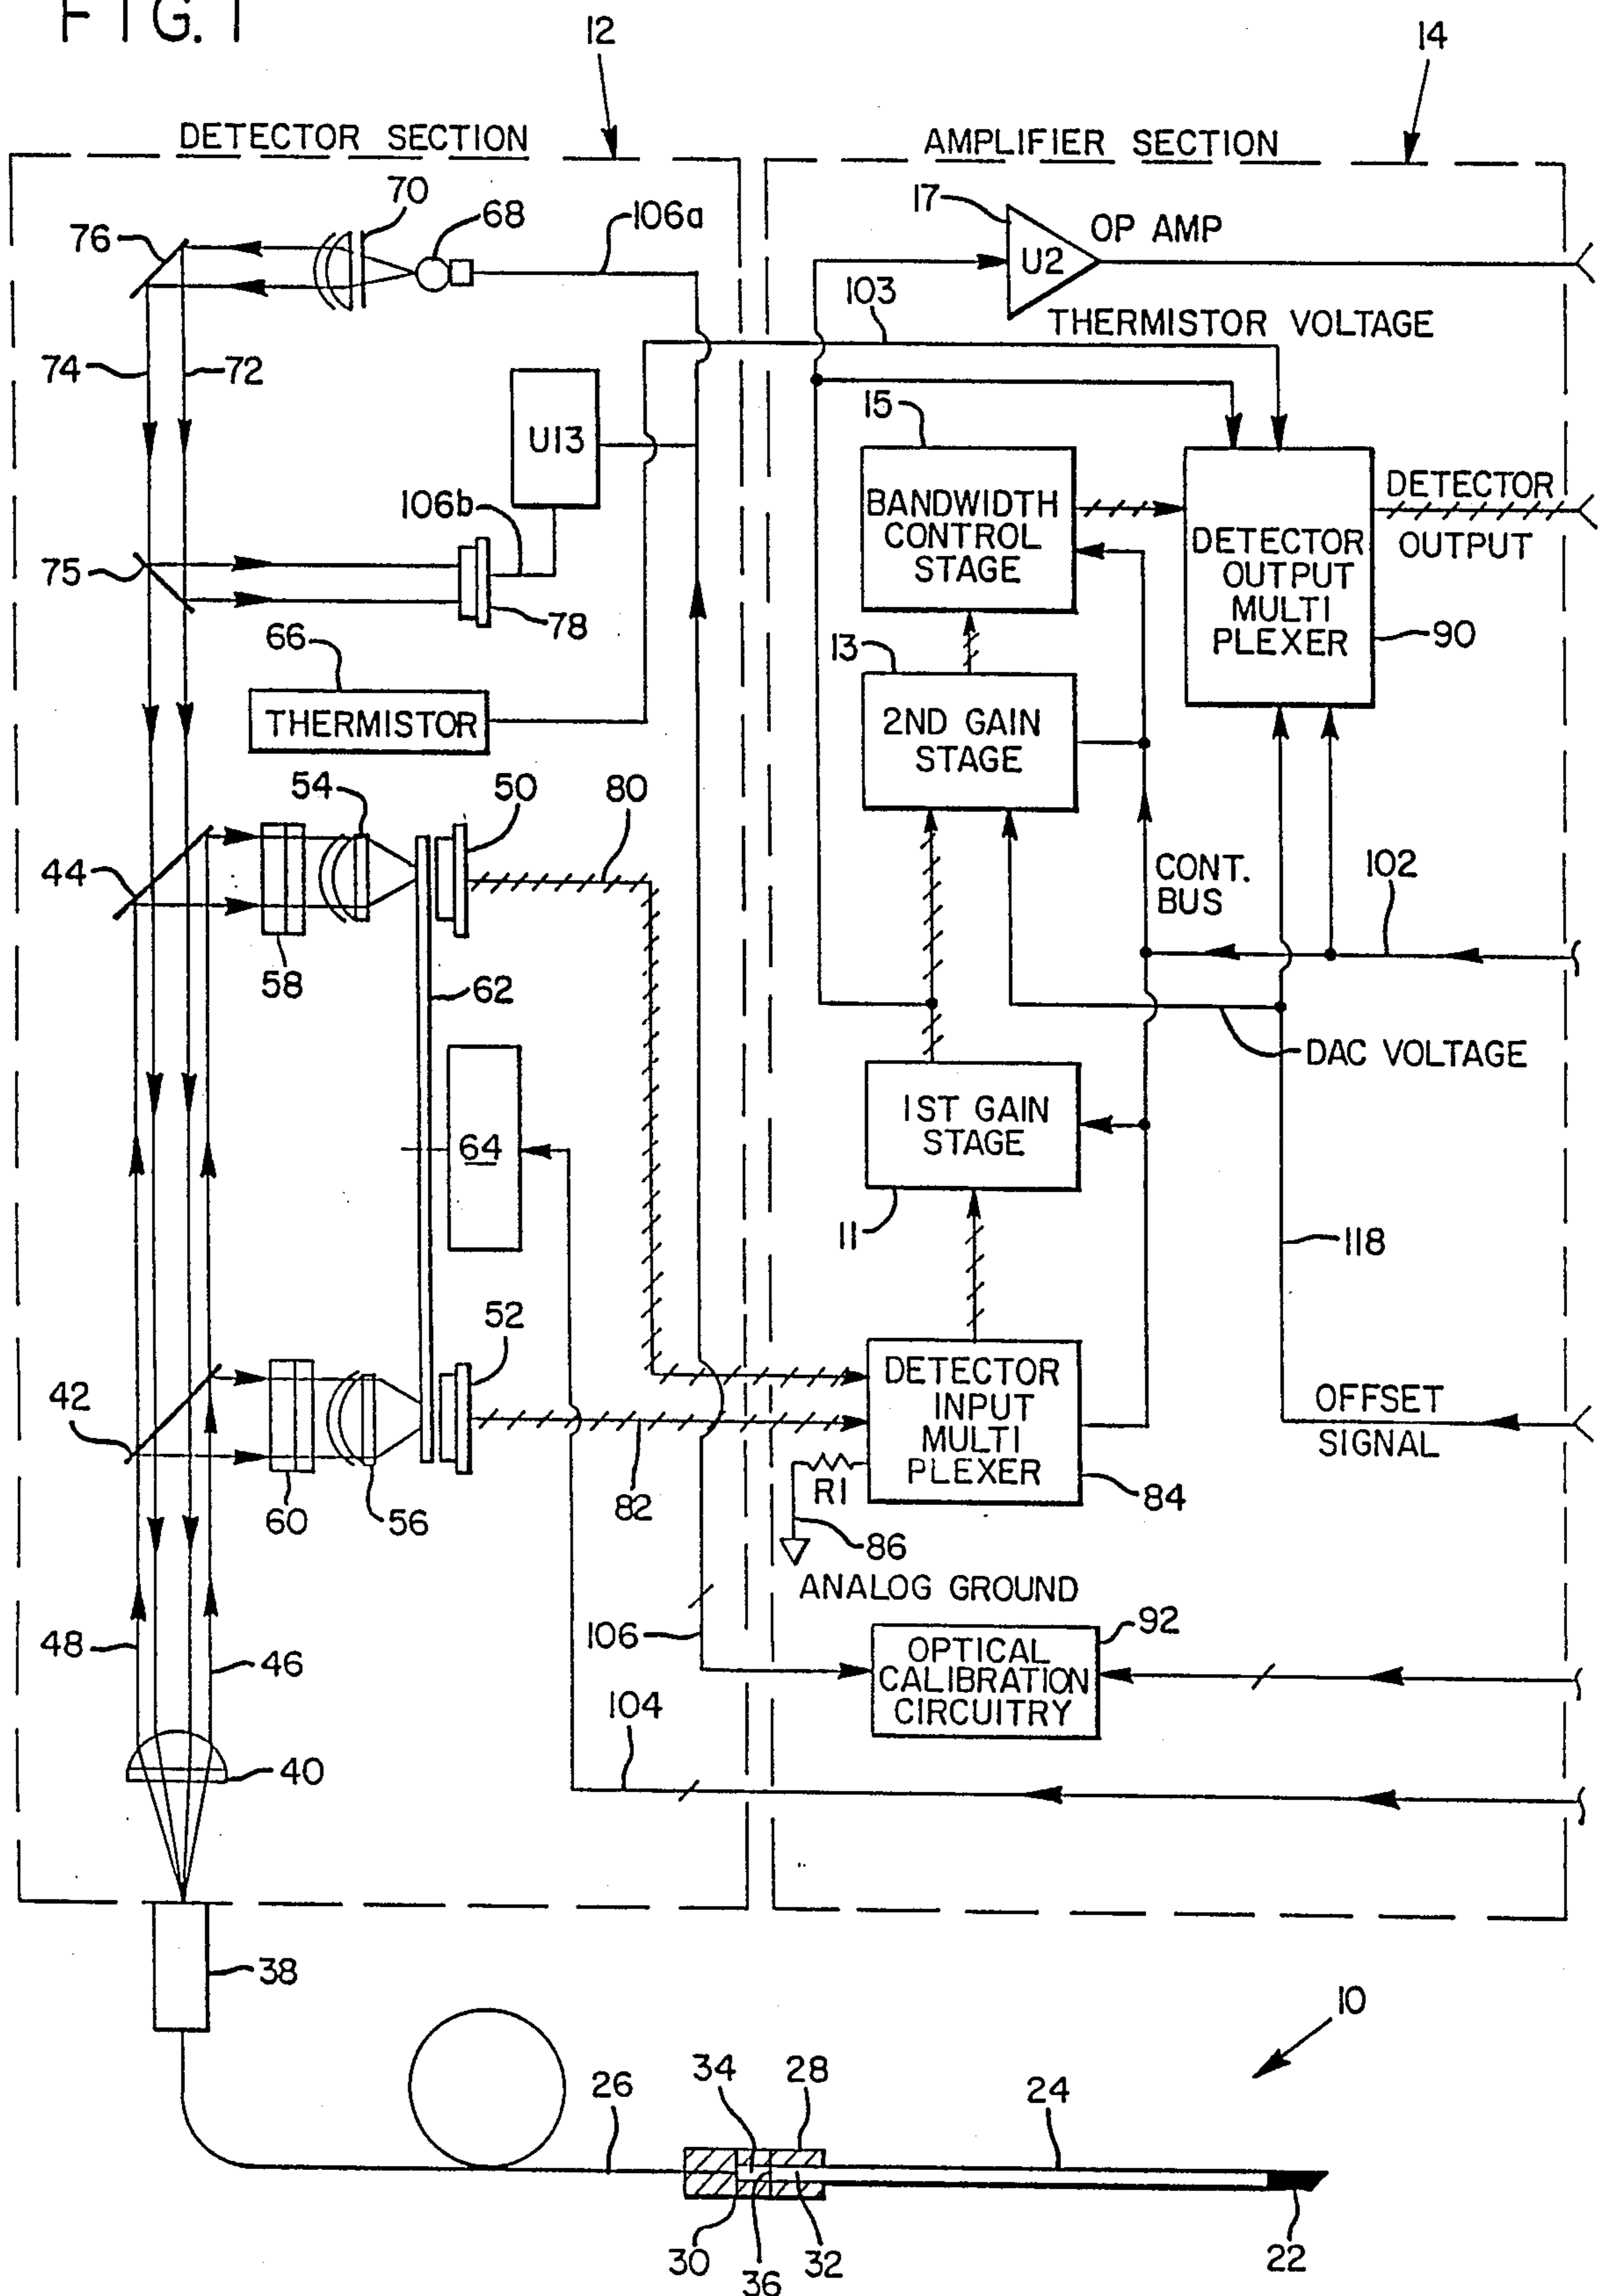 FIG. 1
12
14
DETECTOR SECTION
AMPLIFIER SECTION
70
68
106a
76
17
U2
OP AMP
103
THERMISTOR VOLTAGE
74
72
15
U13
BANDWIDTH
CONTROL
STAGE
DETECTOR
OUTPUT
106b
75
78
DETECTOR
OUTPUT
MULTI
PLEXER
90
66
THERMISTOR
13
2ND GAIN
STAGE
54
50
80
44
58
62
CONT.
BUS
102
DAC VOLTAGE
64
1ST GAIN
STAGE
11
118
52
42
60
56
82
DETECTOR
INPUT
MULTI
PLEXER
84
R1
86
ANALOG GROUND
OFFSET
SIGNAL
48
46
106
92
OPTICAL
CALIBRATION
CIRCUITRY
104
40
38
10
26
34
28
24
30
36
32
22